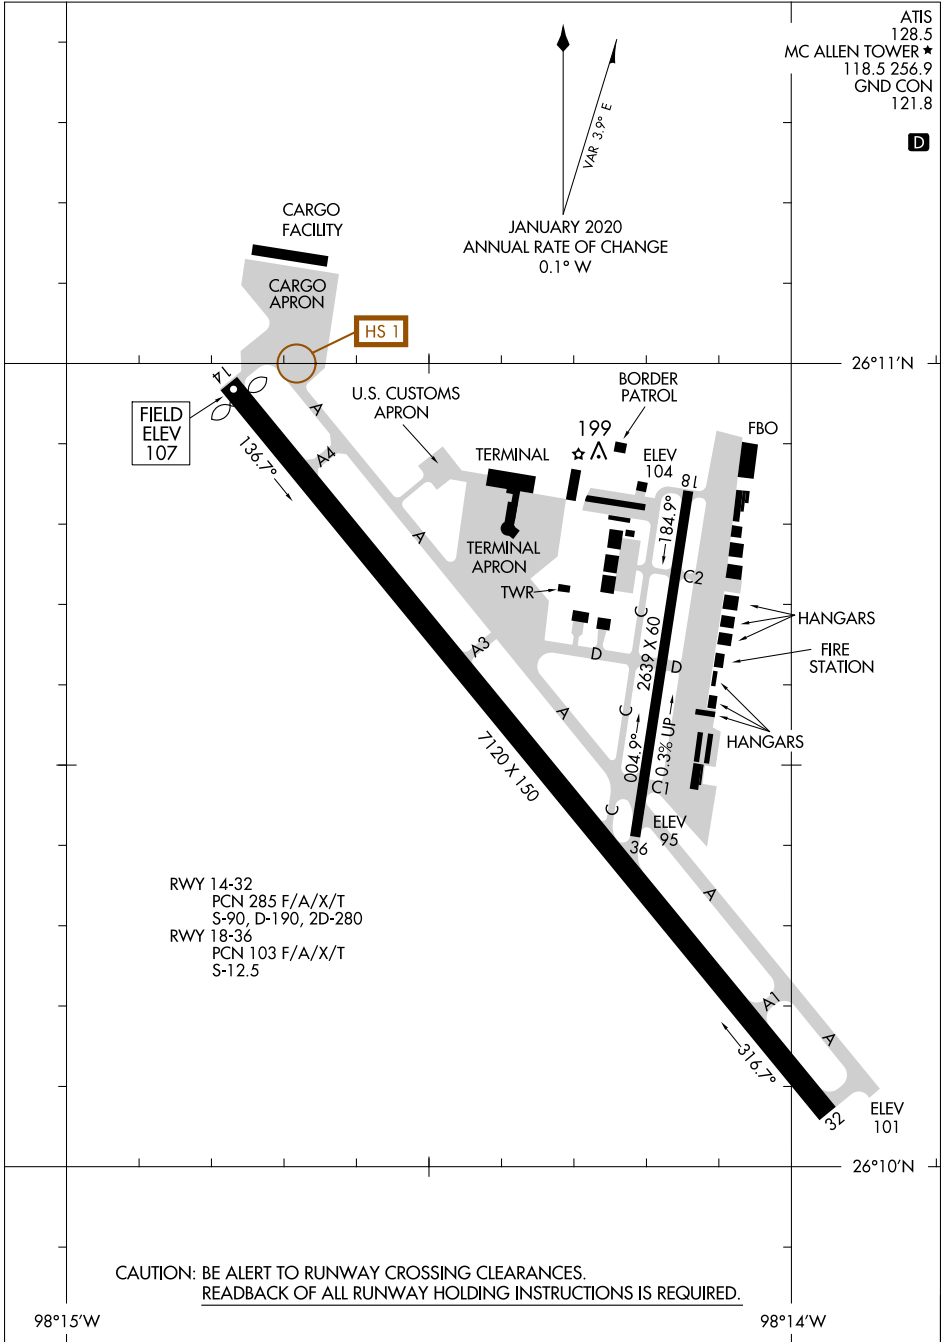 ATIS
128.5
MC ALLEN TOWER ★
118.5 256.9
GND CON
121.8
D
VAR 3.9° E
JANUARY 2020
ANNUAL RATE OF CHANGE
0.1° W
CARGO
FACILITY
CARGO
APRON
HS 1
26°11'N
14
FIELD
ELEV
107
136.7°
A
A4
U.S. CUSTOMS
APRON
BORDER
PATROL
199
FBO
TERMINAL
ELEV
104
18
184.9°
A
TERMINAL
APRON
TWR
C2
C
HANGARS
2639 X 60
A3
D
D
FIRE
STATION
A
C
004.9°
0.3% UP
HANGARS
7120 X 150
C1
C
ELEV
95
36
RWY 14-32
PCN 285 F/A/X/T
S-90, D-190, 2D-280
RWY 18-36
PCN 103 F/A/X/T
S-12.5
A
A1
A
316.7°
32
ELEV
101
26°10'N
CAUTION: BE ALERT TO RUNWAY CROSSING CLEARANCES.
READBACK OF ALL RUNWAY HOLDING INSTRUCTIONS IS REQUIRED.
98°15'W
98°14'W